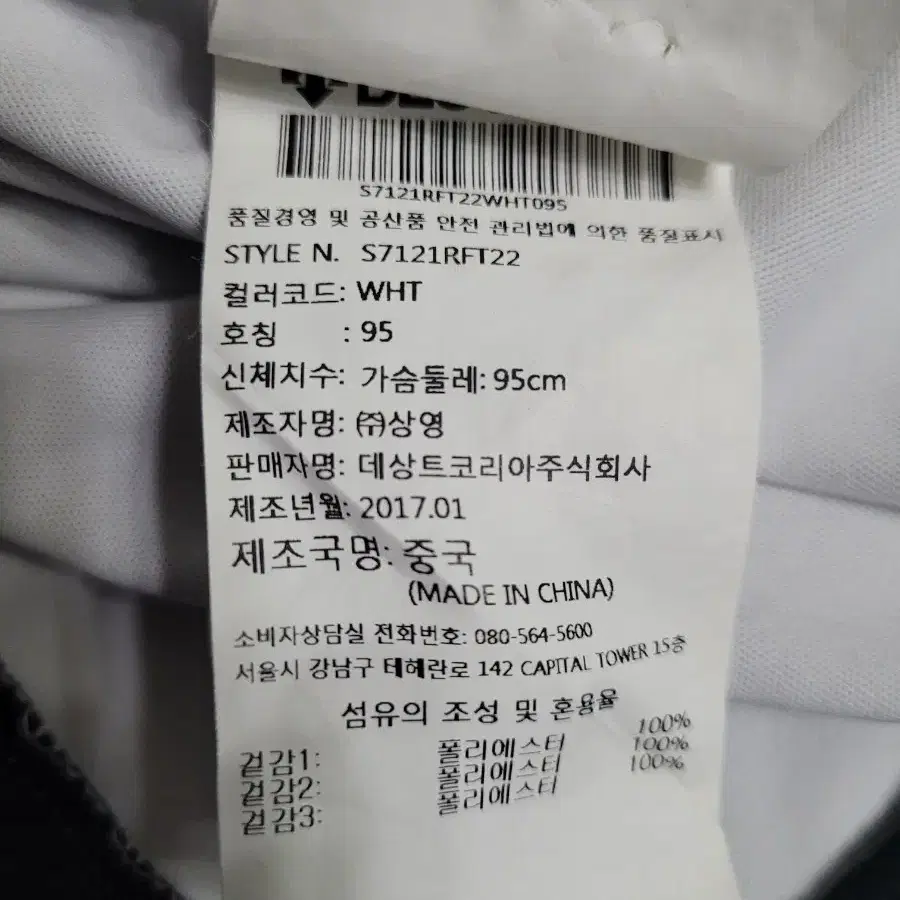 S7121RFT22WHT095
품질경영 및 공산품 안전 관리법에 의한 품질표시
STYLE N. S7121RFT22
컬러코드: WHT
호칭 : 95
신체치수: 가슴둘레: 95cm
제조자명: ㈜상영
판매자명: 데상트코리아주식회사
제조년월: 2017.01
제조국명: 중국
(MADE IN CHINA)
소비자상담실 전화번호: 080-564-5600
서울시 강남구 테헤란로 142 CAPITAL TOWER 15층
섬유의 조성 및 혼용율
겉감1: 폴리에스터 100%
겉감2: 폴리에스터 100%
겉감3: 폴리에스터 100%